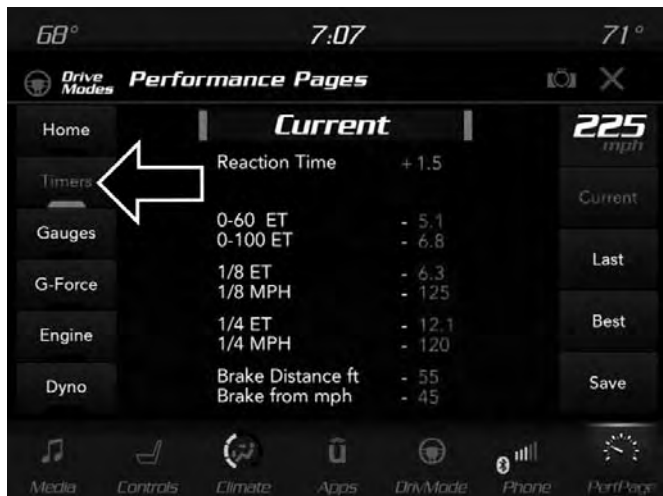 68° 7:07 71°
Drive Modes Performance Pages
Home
Timers
Gauges
G-Force
Engine
Dyno
Current
Reaction Time +1.5
0-60 ET - 5.1
0-100 ET - 6.8
1/8 ET - 6.3
1/8 MPH - 125
1/4 ET - 12.1
1/4 MPH - 120
Brake Distance ft - 55
Brake from mph - 45
225
mph
Current
Last
Best
Save
Media Controls Climate Apps DrivMode Phone PerfPage